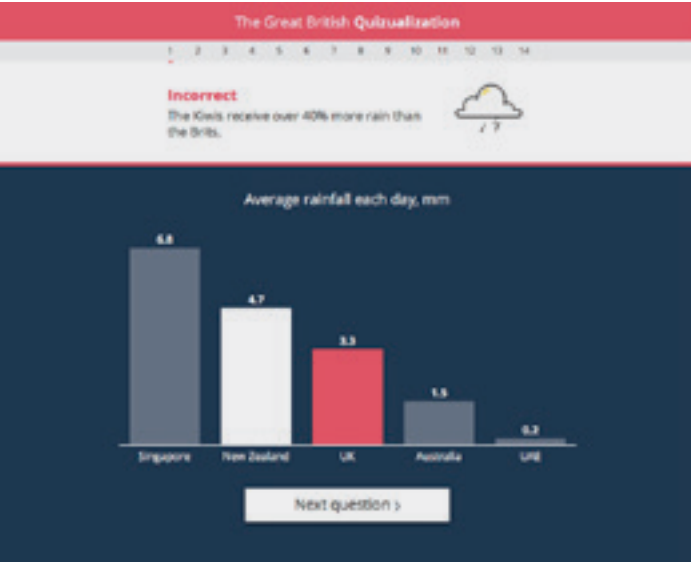 The Great British Quizualization
1 2 3 4 5 6 7 8 9 10 11 12 13 14
Incorrect
The Kiwis receive over 40% more rain than
the Brits.
Average rainfall each day, mm
6.8
4.7
3.3
1.5
0.2
Singapore New Zealand UK Australia UAE
Next question >